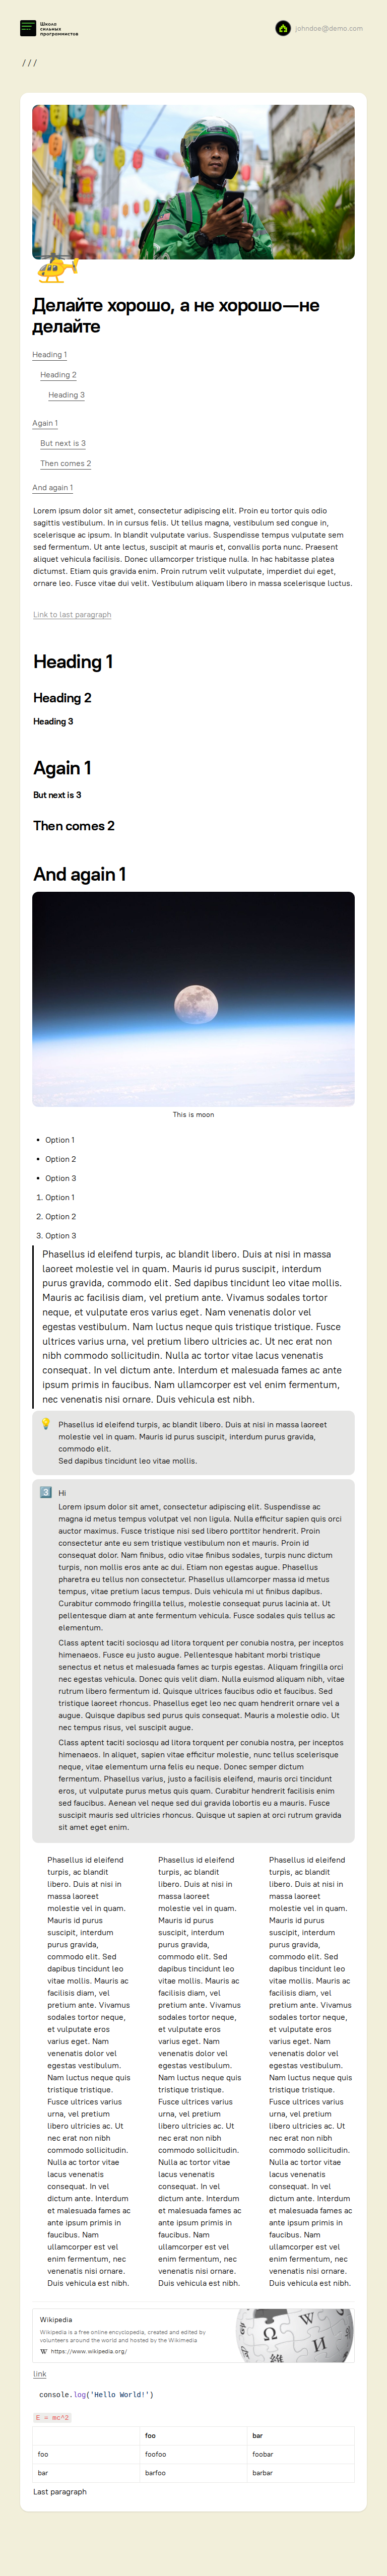 Школа
сильных
программистов
johndoe@demo.com
///
Делайте хорошо, а не хорошо—не
делайте
Heading 1
Heading 2
Heading 3
Again 1
But next is 3
Then comes 2
And again 1
Lorem ipsum dolor sit amet, consectetur adipiscing elit. Proin eu tortor quis odio
sagittis vestibulum. In in cursus felis. Ut tellus magna, vestibulum sed congue in,
scelerisque ac ipsum. In blandit vulputate varius. Suspendisse tempus vulputate sem
sed fermentum. Ut ante lectus, suscipit at mauris et, convallis porta nunc. Praesent
aliquet vehicula facilisis. Donec ullamcorper tristique nulla. In hac habitasse platea
dictumst. Etiam quis gravida enim. Proin rutrum velit vulputate, imperdiet dui eget,
ornare leo. Fusce vitae dui velit. Vestibulum aliquam libero in massa scelerisque luctus.
Link to last paragraph
Heading 1
Heading 2
Heading 3
Again 1
But next is 3
Then comes 2
And again 1
This is moon
• Option 1
• Option 2
• Option 3
1. Option 1
2. Option 2
3. Option 3
Phasellus id eleifend turpis, ac blandit libero. Duis at nisi in massa
laoreet molestie vel in quam. Mauris id purus suscipit, interdum
purus gravida, commodo elit. Sed dapibus tincidunt leo vitae mollis.
Mauris ac facilisis diam, vel pretium ante. Vivamus sodales tortor
neque, et vulputate eros varius eget. Nam venenatis dolor vel
egestas vestibulum. Nam luctus neque quis tristique tristique. Fusce
ultrices varius urna, vel pretium libero ultricies ac. Ut nec erat non
nibh commodo sollicitudin. Nulla ac tortor vitae lacus venenatis
consequat. In vel dictum ante. Interdum et malesuada fames ac ante
ipsum primis in faucibus. Nam ullamcorper est vel enim fermentum,
nec venenatis nisi ornare. Duis vehicula est nibh.
Phasellus id eleifend turpis, ac blandit libero. Duis at nisi in massa laoreet
molestie vel in quam. Mauris id purus suscipit, interdum purus gravida,
commodo elit.
Sed dapibus tincidunt leo vitae mollis.
3
Hi
Lorem ipsum dolor sit amet, consectetur adipiscing elit. Suspendisse ac
magna id metus tempus volutpat vel non ligula. Nulla efficitur sapien quis orci
auctor maximus. Fusce tristique nisi sed libero porttitor hendrerit. Proin
consectetur ante eu sem tristique vestibulum non et mauris. Proin id
consequat dolor. Nam finibus, odio vitae finibus sodales, turpis nunc dictum
turpis, non mollis eros ante ac dui. Etiam non egestas augue. Phasellus
pharetra eu tellus non consectetur. Phasellus ullamcorper massa id metus
tempus, vitae pretium lacus tempus. Duis vehicula mi ut finibus dapibus.
Curabitur commodo fringilla tellus, molestie consequat purus lacinia at. Ut
pellentesque diam at ante fermentum vehicula. Fusce sodales quis tellus ac
elementum.
Class aptent taciti sociosqu ad litora torquent per conubia nostra, per inceptos
himenaeos. Fusce eu justo augue. Pellentesque habitant morbi tristique
senectus et netus et malesuada fames ac turpis egestas. Aliquam fringilla orci
nec egestas vehicula. Donec quis velit diam. Nulla euismod aliquam nibh, vitae
rutrum libero fermentum id. Quisque ultrices faucibus odio et faucibus. Sed
tristique laoreet rhoncus. Phasellus eget leo nec quam hendrerit ornare vel a
augue. Quisque dapibus sed purus quis consequat. Mauris a molestie odio. Ut
nec tempus risus, vel suscipit augue.
Class aptent taciti sociosqu ad litora torquent per conubia nostra, per inceptos
himenaeos. In aliquet, sapien vitae efficitur molestie, nunc tellus scelerisque
neque, vitae elementum urna felis eu neque. Donec semper dictum
fermentum. Phasellus varius, justo a facilisis eleifend, mauris orci tincidunt
eros, ut vulputate purus metus quis quam. Curabitur hendrerit facilisis enim
sed faucibus. Aenean vel neque sed dui gravida lobortis eu a mauris. Fusce
suscipit mauris sed ultricies rhoncus. Quisque ut sapien at orci rutrum gravida
sit amet eget enim.
Phasellus id eleifend
turpis, ac blandit
libero. Duis at nisi in
massa laoreet
molestie vel in quam.
Mauris id purus
suscipit, interdum
purus gravida,
commodo elit. Sed
dapibus tincidunt leo
vitae mollis. Mauris ac
facilisis diam, vel
pretium ante. Vivamus
sodales tortor neque,
et vulputate eros
varius eget. Nam
venenatis dolor vel
egestas vestibulum.
Nam luctus neque quis
tristique tristique.
Fusce ultrices varius
urna, vel pretium
libero ultricies ac. Ut
nec erat non nibh
commodo sollicitudin.
Nulla ac tortor vitae
lacus venenatis
consequat. In vel
dictum ante. Interdum
et malesuada fames ac
ante ipsum primis in
faucibus. Nam
ullamcorper est vel
enim fermentum, nec
venenatis nisi ornare.
Duis vehicula est nibh.
Phasellus id eleifend
turpis, ac blandit
libero. Duis at nisi in
massa laoreet
molestie vel in quam.
Mauris id purus
suscipit, interdum
purus gravida,
commodo elit. Sed
dapibus tincidunt leo
vitae mollis. Mauris ac
facilisis diam, vel
pretium ante. Vivamus
sodales tortor neque,
et vulputate eros
varius eget. Nam
venenatis dolor vel
egestas vestibulum.
Nam luctus neque quis
tristique tristique.
Fusce ultrices varius
urna, vel pretium
libero ultricies ac. Ut
nec erat non nibh
commodo sollicitudin.
Nulla ac tortor vitae
lacus venenatis
consequat. In vel
dictum ante. Interdum
et malesuada fames ac
ante ipsum primis in
faucibus. Nam
ullamcorper est vel
enim fermentum, nec
venenatis nisi ornare.
Duis vehicula est nibh.
Phasellus id eleifend
turpis, ac blandit
libero. Duis at nisi in
massa laoreet
molestie vel in quam.
Mauris id purus
suscipit, interdum
purus gravida,
commodo elit. Sed
dapibus tincidunt leo
vitae mollis. Mauris ac
facilisis diam, vel
pretium ante. Vivamus
sodales tortor neque,
et vulputate eros
varius eget. Nam
venenatis dolor vel
egestas vestibulum.
Nam luctus neque quis
tristique tristique.
Fusce ultrices varius
urna, vel pretium
libero ultricies ac. Ut
nec erat non nibh
commodo sollicitudin.
Nulla ac tortor vitae
lacus venenatis
consequat. In vel
dictum ante. Interdum
et malesuada fames ac
ante ipsum primis in
faucibus. Nam
ullamcorper est vel
enim fermentum, nec
venenatis nisi ornare.
Duis vehicula est nibh.
Wikipedia
Wikipedia is a free online encyclopedia, created and edited by
volunteers around the world and hosted by the Wikimedia
W https://www.wikipedia.org/
Ω W И 維
link
console.log('Hello World!')
E = mc^2
foo bar
foo foofoo foobar
bar barfoo barbar
Last paragraph